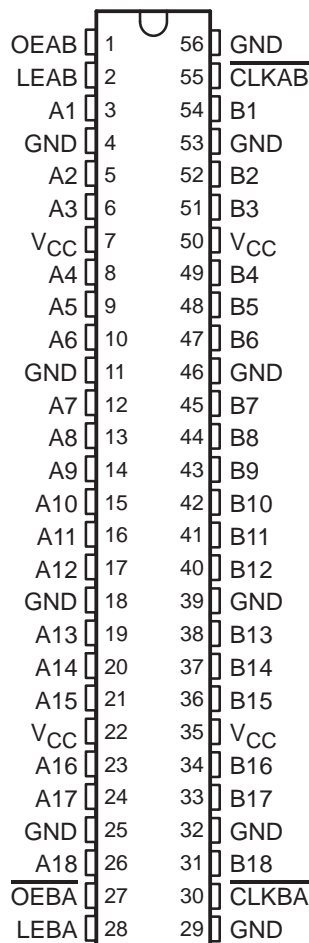 OEAB 1 56 GND
LEAB 2 55 C̅L̅K̅A̅B̅
A1 3 54 B1
GND 4 53 GND
A2 5 52 B2
A3 6 51 B3
VCC 7 50 VCC
A4 8 49 B4
A5 9 48 B5
A6 10 47 B6
GND 11 46 GND
A7 12 45 B7
A8 13 44 B8
A9 14 43 B9
A10 15 42 B10
A11 16 41 B11
A12 17 40 B12
GND 18 39 GND
A13 19 38 B13
A14 20 37 B14
A15 21 36 B15
VCC 22 35 VCC
A16 23 34 B16
A17 24 33 B17
GND 25 32 GND
A18 26 31 B18
O̅E̅B̅A̅ 27 30 C̅L̅K̅B̅A̅
LEBA 28 29 GND